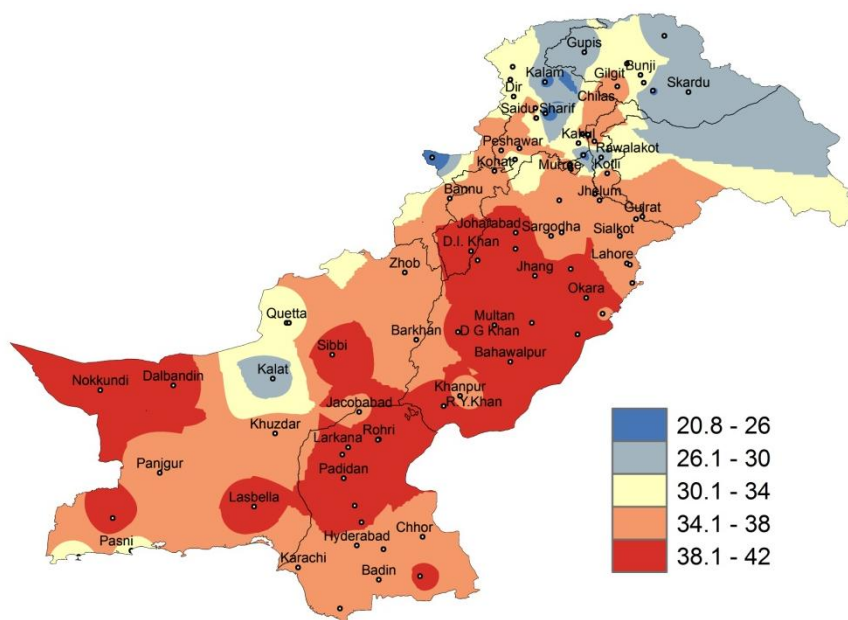 Gupis
Kalam
Gilgit
Bunji
Skardu
Dir
Chilas
Saidu Sharif
Kakul
Peshawar
Rawalakot
Kohat
Murree
Kotli
Bannu
Jhelum
Gujrat
Joharabad
Sargodha
Sialkot
D.I. Khan
Lahore
Zhob
Jhang
Okara
Quetta
Multan
D G Khan
Barkhan
Sibbi
Bahawalpur
Kalat
Nokkundi
Dalbandin
Khanpur
R.Y.Khan
Jacobabad
Khuzdar
Rohri
Larkana
Panjgur
Padidan
Lasbella
Pasni
Hyderabad
Chhor
Karachi
Badin
20.8 - 26
26.1 - 30
30.1 - 34
34.1 - 38
38.1 - 42